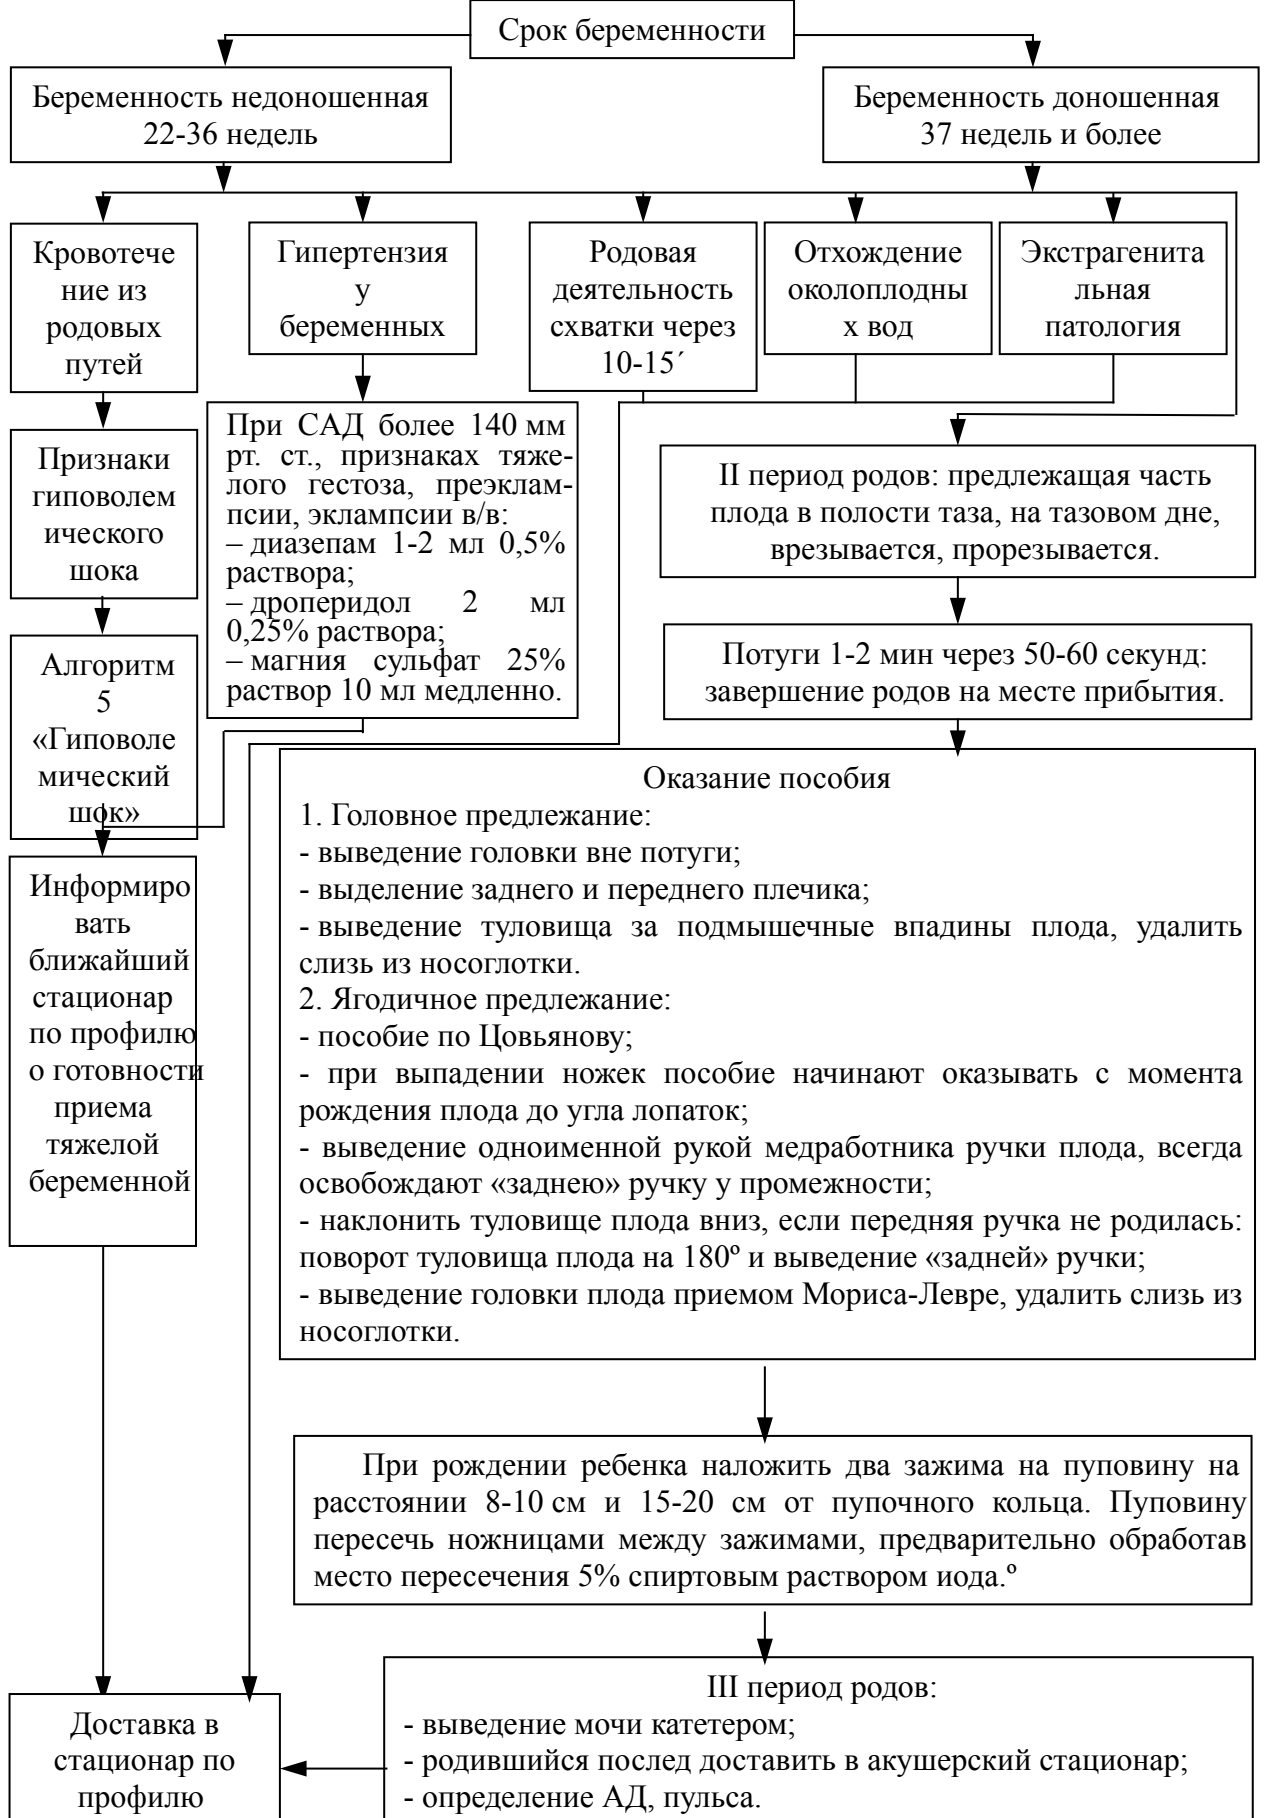 Срок беременности
Беременность недоношенная
22-36 недель
Беременность доношенная
37 недель и более
Кровотече
ние из
родовых
путей
Гипертензия
у
беременных
Родовая
деятельность
схватки через
10-15´
Отхождение
околоплодны
х вод
Экстрагенита
льная
патология
Признаки
гиповолем
ического
шока
При САД более 140 мм
рт. ст., признаках тяже-
лого гестоза, преэклам-
псии, эклампсии в/в:
– диазепам 1-2 мл 0,5%
раствора;
– дроперидол 2 мл
0,25% раствора;
– магния сульфат 25%
раствор 10 мл медленно.
II период родов: предлежащая часть
плода в полости таза, на тазовом дне,
врезывается, прорезывается.
Алгоритм
5
«Гиповоле
мический
шок»
Потуги 1-2 мин через 50-60 секунд:
завершение родов на месте прибытия.
Информиро
вать
ближайший
стационар
по профилю
о готовности
приема
тяжелой
беременной
Оказание пособия
1. Головное предлежание:
- выведение головки вне потуги;
- выделение заднего и переднего плечика;
- выведение туловища за подмышечные впадины плода, удалить
слизь из носоглотки.
2. Ягодичное предлежание:
- пособие по Цовьянову;
- при выпадении ножек пособие начинают оказывать с момента
рождения плода до угла лопаток;
- выведение одноименной рукой медработника ручки плода, всегда
освобождают «заднею» ручку у промежности;
- наклонить туловище плода вниз, если передняя ручка не родилась:
поворот туловища плода на 180º и выведение «задней» ручки;
- выведение головки плода приемом Мориса-Левре, удалить слизь из
носоглотки.
При рождении ребенка наложить два зажима на пуповину на
расстоянии 8-10 см и 15-20 см от пупочного кольца. Пуповину
пересечь ножницами между зажимами, предварительно обработав
место пересечения 5% спиртовым раствором иода.º
III период родов:
- выведение мочи катетером;
- родившийся послед доставить в акушерский стационар;
- определение АД, пульса.
Доставка в
стационар по
профилю